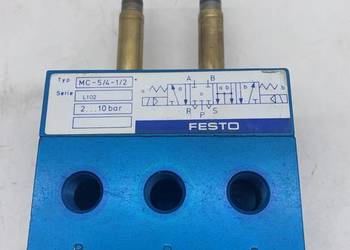 Typ MC-5/4-1/2
Serie L102
2...10 bar
A B
a o b
R P S
FESTO